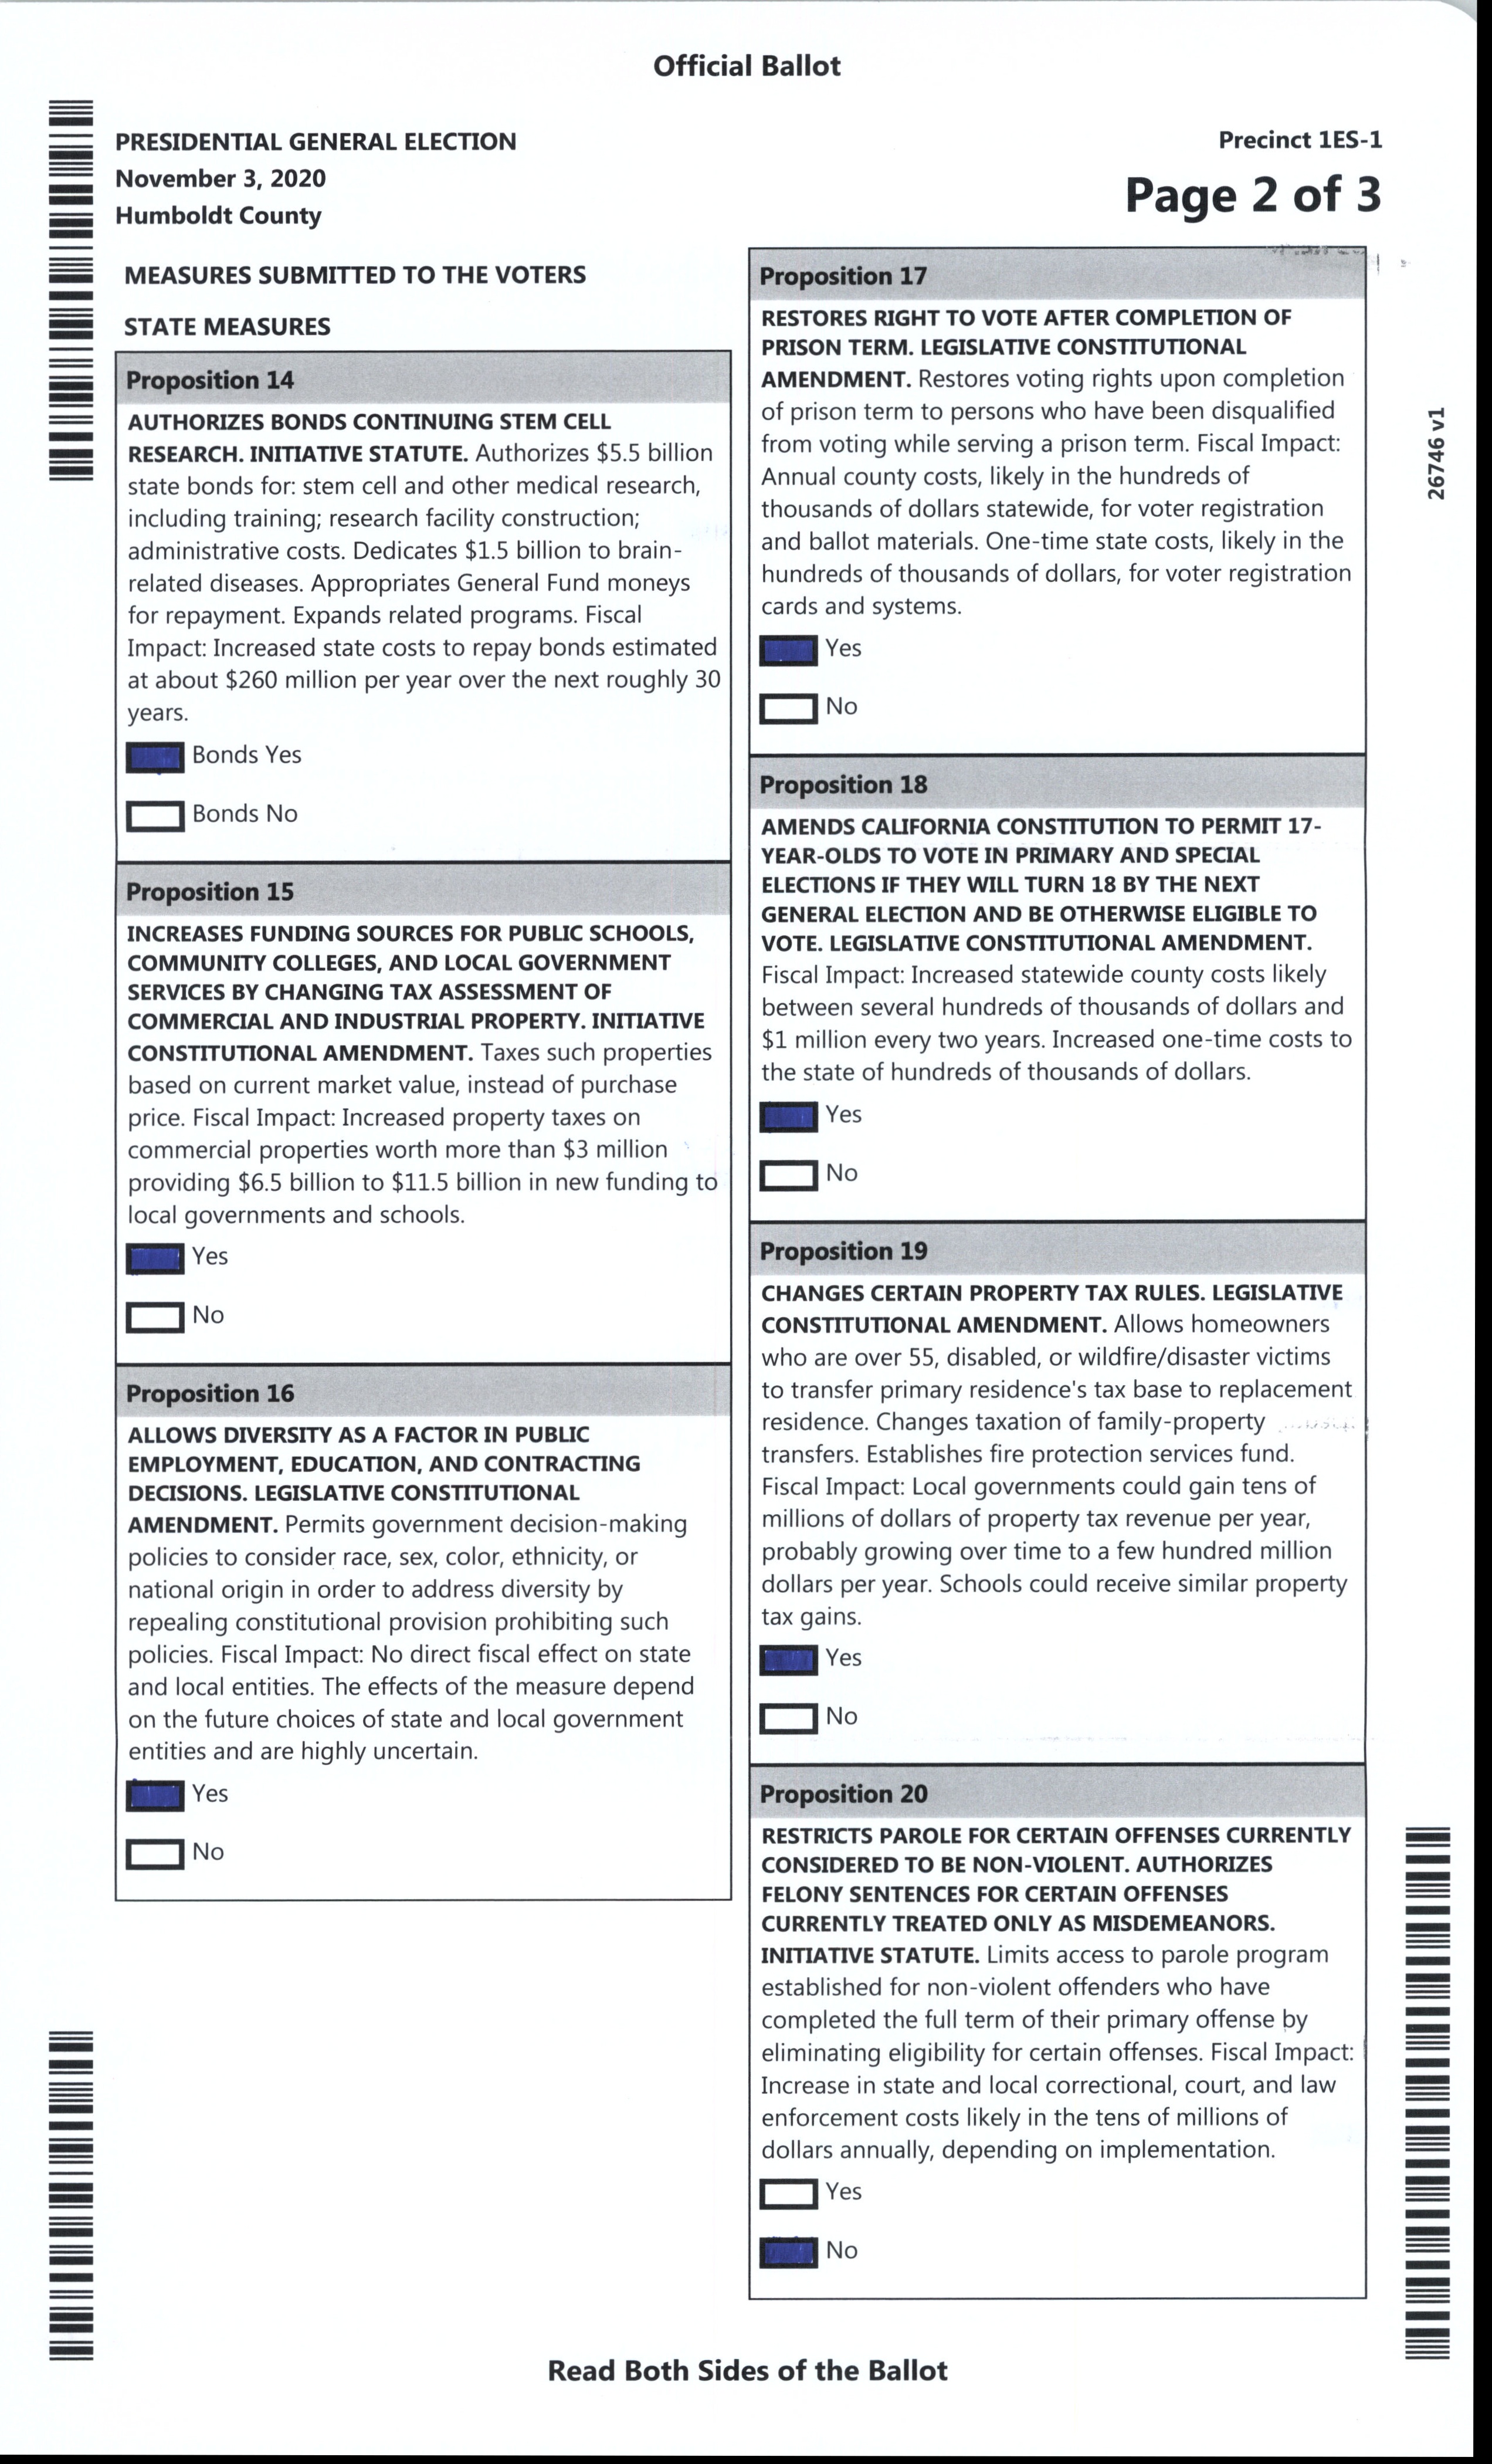 Official Ballot
PRESIDENTIAL GENERAL ELECTION
November 3, 2020
Humboldt County
Precinct 1ES-1
Page 2 of 3
MEASURES SUBMITTED TO THE VOTERS
STATE MEASURES
Proposition 14
AUTHORIZES BONDS CONTINUING STEM CELL
RESEARCH. INITIATIVE STATUTE. Authorizes $5.5 billion
state bonds for: stem cell and other medical research,
including training; research facility construction;
administrative costs. Dedicates $1.5 billion to brain-
related diseases. Appropriates General Fund moneys
for repayment. Expands related programs. Fiscal
Impact: Increased state costs to repay bonds estimated
at about $260 million per year over the next roughly 30
years.
Bonds Yes
Bonds No
Proposition 15
INCREASES FUNDING SOURCES FOR PUBLIC SCHOOLS,
COMMUNITY COLLEGES, AND LOCAL GOVERNMENT
SERVICES BY CHANGING TAX ASSESSMENT OF
COMMERCIAL AND INDUSTRIAL PROPERTY. INITIATIVE
CONSTITUTIONAL AMENDMENT. Taxes such properties
based on current market value, instead of purchase
price. Fiscal Impact: Increased property taxes on
commercial properties worth more than $3 million
providing $6.5 billion to $11.5 billion in new funding to
local governments and schools.
Yes
No
Proposition 16
ALLOWS DIVERSITY AS A FACTOR IN PUBLIC
EMPLOYMENT, EDUCATION, AND CONTRACTING
DECISIONS. LEGISLATIVE CONSTITUTIONAL
AMENDMENT. Permits government decision-making
policies to consider race, sex, color, ethnicity, or
national origin in order to address diversity by
repealing constitutional provision prohibiting such
policies. Fiscal Impact: No direct fiscal effect on state
and local entities. The effects of the measure depend
on the future choices of state and local government
entities and are highly uncertain.
Yes
No
Proposition 17
RESTORES RIGHT TO VOTE AFTER COMPLETION OF
PRISON TERM. LEGISLATIVE CONSTITUTIONAL
AMENDMENT. Restores voting rights upon completion
of prison term to persons who have been disqualified
from voting while serving a prison term. Fiscal Impact:
Annual county costs, likely in the hundreds of
thousands of dollars statewide, for voter registration
and ballot materials. One-time state costs, likely in the
hundreds of thousands of dollars, for voter registration
cards and systems.
Yes
No
Proposition 18
AMENDS CALIFORNIA CONSTITUTION TO PERMIT 17-
YEAR-OLDS TO VOTE IN PRIMARY AND SPECIAL
ELECTIONS IF THEY WILL TURN 18 BY THE NEXT
GENERAL ELECTION AND BE OTHERWISE ELIGIBLE TO
VOTE. LEGISLATIVE CONSTITUTIONAL AMENDMENT.
Fiscal Impact: Increased statewide county costs likely
between several hundreds of thousands of dollars and
$1 million every two years. Increased one-time costs to
the state of hundreds of thousands of dollars.
Yes
No
Proposition 19
CHANGES CERTAIN PROPERTY TAX RULES. LEGISLATIVE
CONSTITUTIONAL AMENDMENT. Allows homeowners
who are over 55, disabled, or wildfire/disaster victims
to transfer primary residence's tax base to replacement
residence. Changes taxation of family-property
transfers. Establishes fire protection services fund.
Fiscal Impact: Local governments could gain tens of
millions of dollars of property tax revenue per year,
probably growing over time to a few hundred million
dollars per year. Schools could receive similar property
tax gains.
Yes
No
Proposition 20
RESTRICTS PAROLE FOR CERTAIN OFFENSES CURRENTLY
CONSIDERED TO BE NON-VIOLENT. AUTHORIZES
FELONY SENTENCES FOR CERTAIN OFFENSES
CURRENTLY TREATED ONLY AS MISDEMEANORS.
INITIATIVE STATUTE. Limits access to parole program
established for non-violent offenders who have
completed the full term of their primary offense by
eliminating eligibility for certain offenses. Fiscal Impact:
Increase in state and local correctional, court, and law
enforcement costs likely in the tens of millions of
dollars annually, depending on implementation.
Yes
No
26746 v1
Read Both Sides of the Ballot